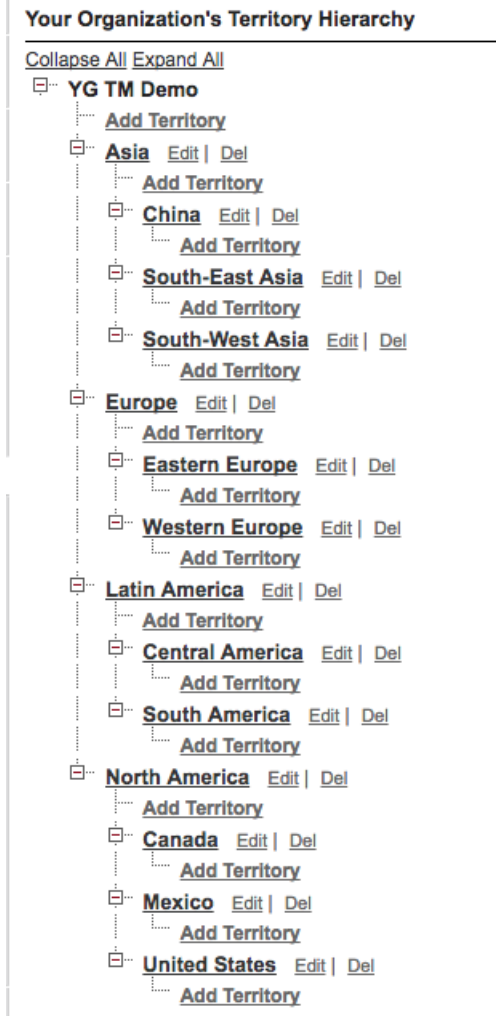 Your Organization's Territory Hierarchy
Collapse All Expand All
YG TM Demo
Add Territory
Asia Edit | Del
Add Territory
China Edit | Del
Add Territory
South-East Asia Edit | Del
Add Territory
South-West Asia Edit | Del
Add Territory
Europe Edit | Del
Add Territory
Eastern Europe Edit | Del
Add Territory
Western Europe Edit | Del
Add Territory
Latin America Edit | Del
Add Territory
Central America Edit | Del
Add Territory
South America Edit | Del
Add Territory
North America Edit | Del
Add Territory
Canada Edit | Del
Add Territory
Mexico Edit | Del
Add Territory
United States Edit | Del
Add Territory